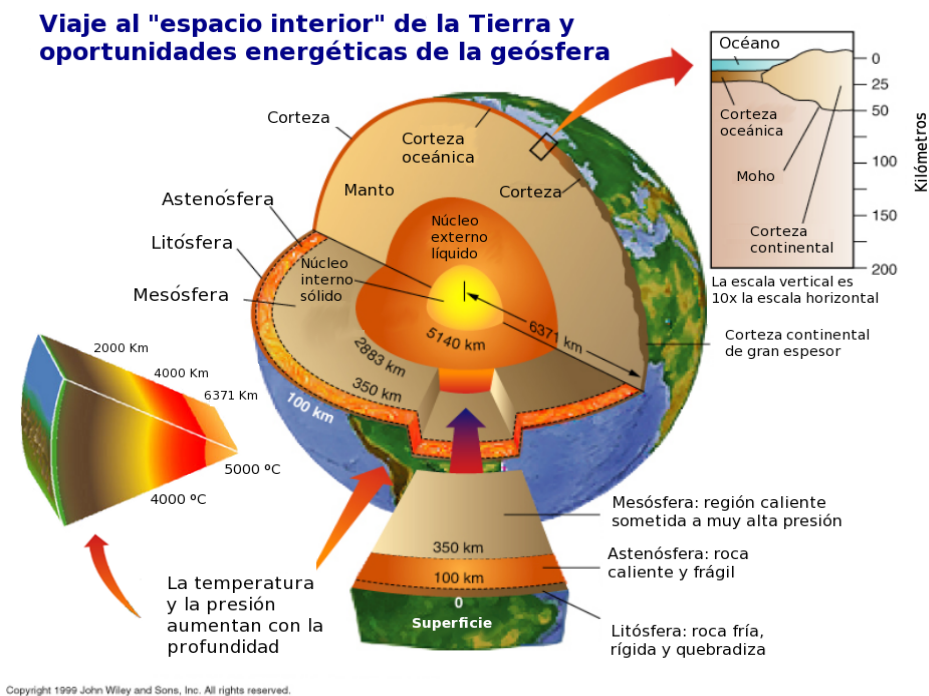 Viaje al "espacio interior" de la Tierra y
oportunidades energéticas de la geósfera
Océano
Corteza
oceánica
Moho
Corteza
continental
0
25
50
100
150
200
Kilómetros
La escala vertical es
10x la escala horizontal
Corteza
Corteza
oceánica
Manto
Corteza
Astenósfera
Litósfera
Mesósfera
Núcleo
externo
líquido
Núcleo
interno
sólido
6371 km
5140 km
2883 km
350 km
100 km
Corteza continental
de gran espesor
2000 Km
4000 Km
6371 Km
5000 ºC
4000 ºC
La temperatura
y la presión
aumentan con la
profundidad
350 km
100 km
0
Superficie
Mesósfera: región caliente
sometida a muy alta presión
Astenósfera: roca
caliente y frágil
Litósfera: roca fría,
rígida y quebradiza
Copyright 1999 John Wiley and Sons, Inc. All rights reserved.